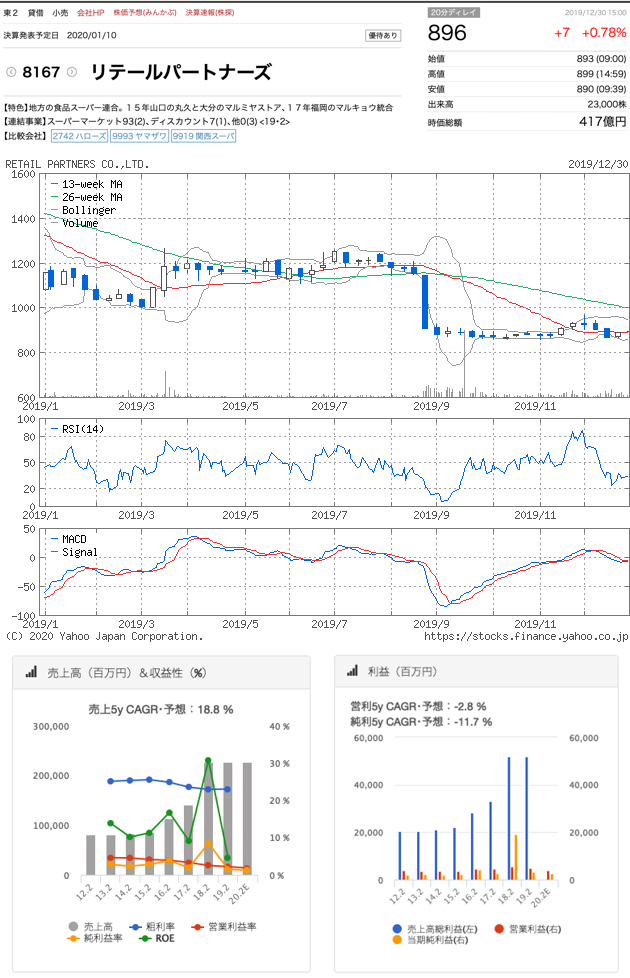 東2 貸借 小売 会社HP 株価予想(みんかぶ) 決算速報(株探)
決算発表予定日 2020/01/10 優待あり
8167 リテールパートナーズ
【特色】地方の食品スーパー連合。15年山口の丸久と大分のマルミヤストア、17年福岡のマルキョウ統合
【連結事業】スーパーマーケット93(2)、ディスカウント7(1)、他0(3) <19・2>
【比較会社】 2742 ハローズ 9993 ヤマザワ 9919 関西スーパ
20分ディレイ 2019/12/30 15:00
896 +7 +0.78%
始値 893 (09:00)
高値 899 (14:59)
安値 890 (09:39)
出来高 23,000株
時価総額 417億円
RETAIL PARTNERS CO.,LTD. 2019/12/30
13-week MA
26-week MA
Bollinger
Volume
1600
1400
1200
1000
800
600
2019/1 2019/3 2019/5 2019/7 2019/9 2019/11
RSI(14)
100
80
60
40
20
0
2019/1 2019/3 2019/5 2019/7 2019/9 2019/11
MACD
Signal
50
0
-50
-100
2019/1 2019/3 2019/5 2019/7 2019/9 2019/11
(C) 2020 Yahoo Japan Corporation. https://stocks.finance.yahoo.co.jp
売上高（百万円）＆収益性（%）
売上5y CAGR・予想：18.8 %
300,000 40 %
30 %
200,000
20 %
100,000
10 %
0 0 %
12.2 13.2 14.2 15.2 16.2 17.2 18.2 19.2 20.2E
売上高 粗利率 営業利益率
純利益率 ROE
利益（百万円）
営利5y CAGR・予想：-2.8 %
純利5y CAGR・予想：-11.7 %
60,000 60,000
40,000 40,000
20,000 20,000
0 0
12.2 13.2 14.2 15.2 16.2 17.2 18.2 19.2 20.2E
売上高総利益(左) 営業利益(右)
当期純利益(右)